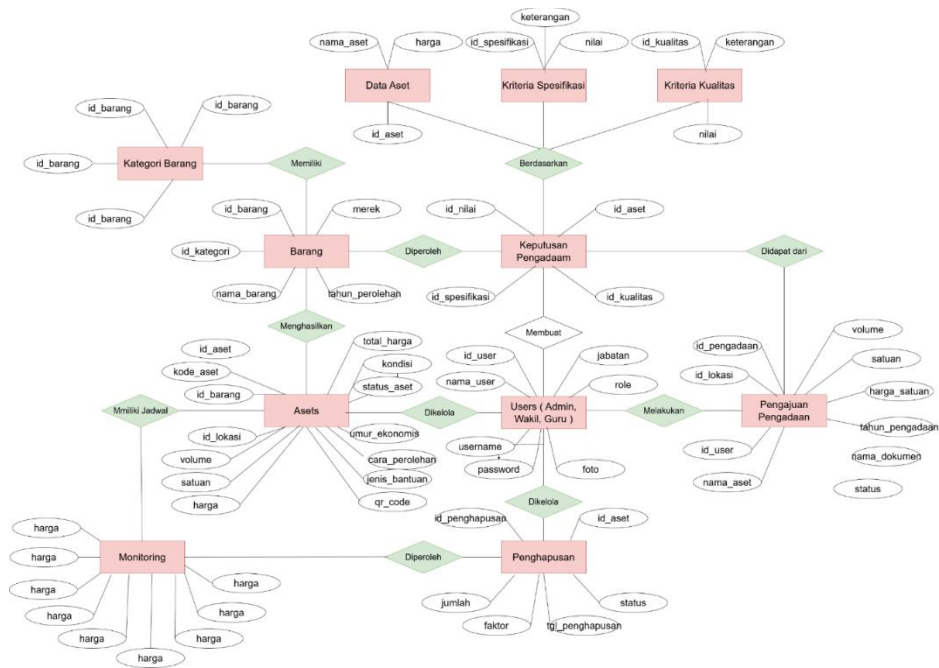 keterangan
nama_aset
harga
id_spesifikasi
nilai
id_kualitas
keterangan
Data Aset
Kriteria Spesifikasi
Kriteria Kualitas
id_aset
nilai
id_barang
id_barang
id_barang
Kategori Barang
id_barang
Memiliki
Berdasarkan
id_barang
merek
id_nilai
id_aset
id_kategori
Barang
Diperoleh
Keputusan
Pengadaam
Didapat dari
nama_barang
tahun_perolehan
id_spesifikasi
id_kualitas
Menghasilkan
Membuat
id_aset
total_harga
kode_aset
kondisi
id_barang
status_aset
id_user
jabatan
nama_user
role
id_pengadaan
volume
id_lokasi
satuan
harga_satuan
Mmiliki Jadwal
Asets
Dikelola
Users ( Admin,
Wakil, Guru )
Melakukan
Pengajuan
Pengadaan
tahun_pengadaan
id_lokasi
umur_ekonomis
username
id_user
volume
cara_perolehan
password
foto
nama_dokumen
satuan
jenis_bantuan
nama_aset
status
harga
qr_code
Dikelola
id_penghapusan
id_aset
harga
harga
Monitoring
Diperoleh
Penghapusan
harga
harga
harga
harga
harga
harga
harga
jumlah
faktor
tgl_penghapusan
status